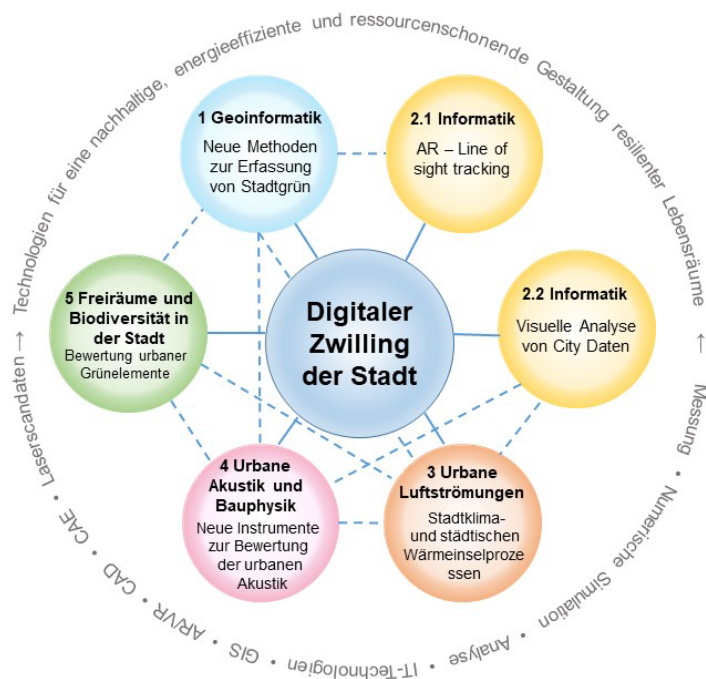 Technologien für eine nachhaltige, energieeffiziente und ressourcenschonende Gestaltung resilienter Lebensräume
1 Geoinformatik
Neue Methoden
zur Erfassung
von Stadtgrün
2.1 Informatik
AR – Line of
sight tracking
5 Freiräume und
Biodiversität in
der Stadt
Bewertung urbaner
Grünelemente
Digitaler
Zwilling
der Stadt
2.2 Informatik
Visuelle Analyse
von City Daten
4 Urbane
Akustik und
Bauphysik
Neue Instrumente
zur Bewertung
der urbanen
Akustik
3 Urbane
Luftströmungen
Stadtklima-
und städtischen
Wärmeinselproze
ssen
← Messung • Numerische Simulation • Analyse • IT-Technologien • GIS • ARVR • CAD • CAE • Laserscandaten →